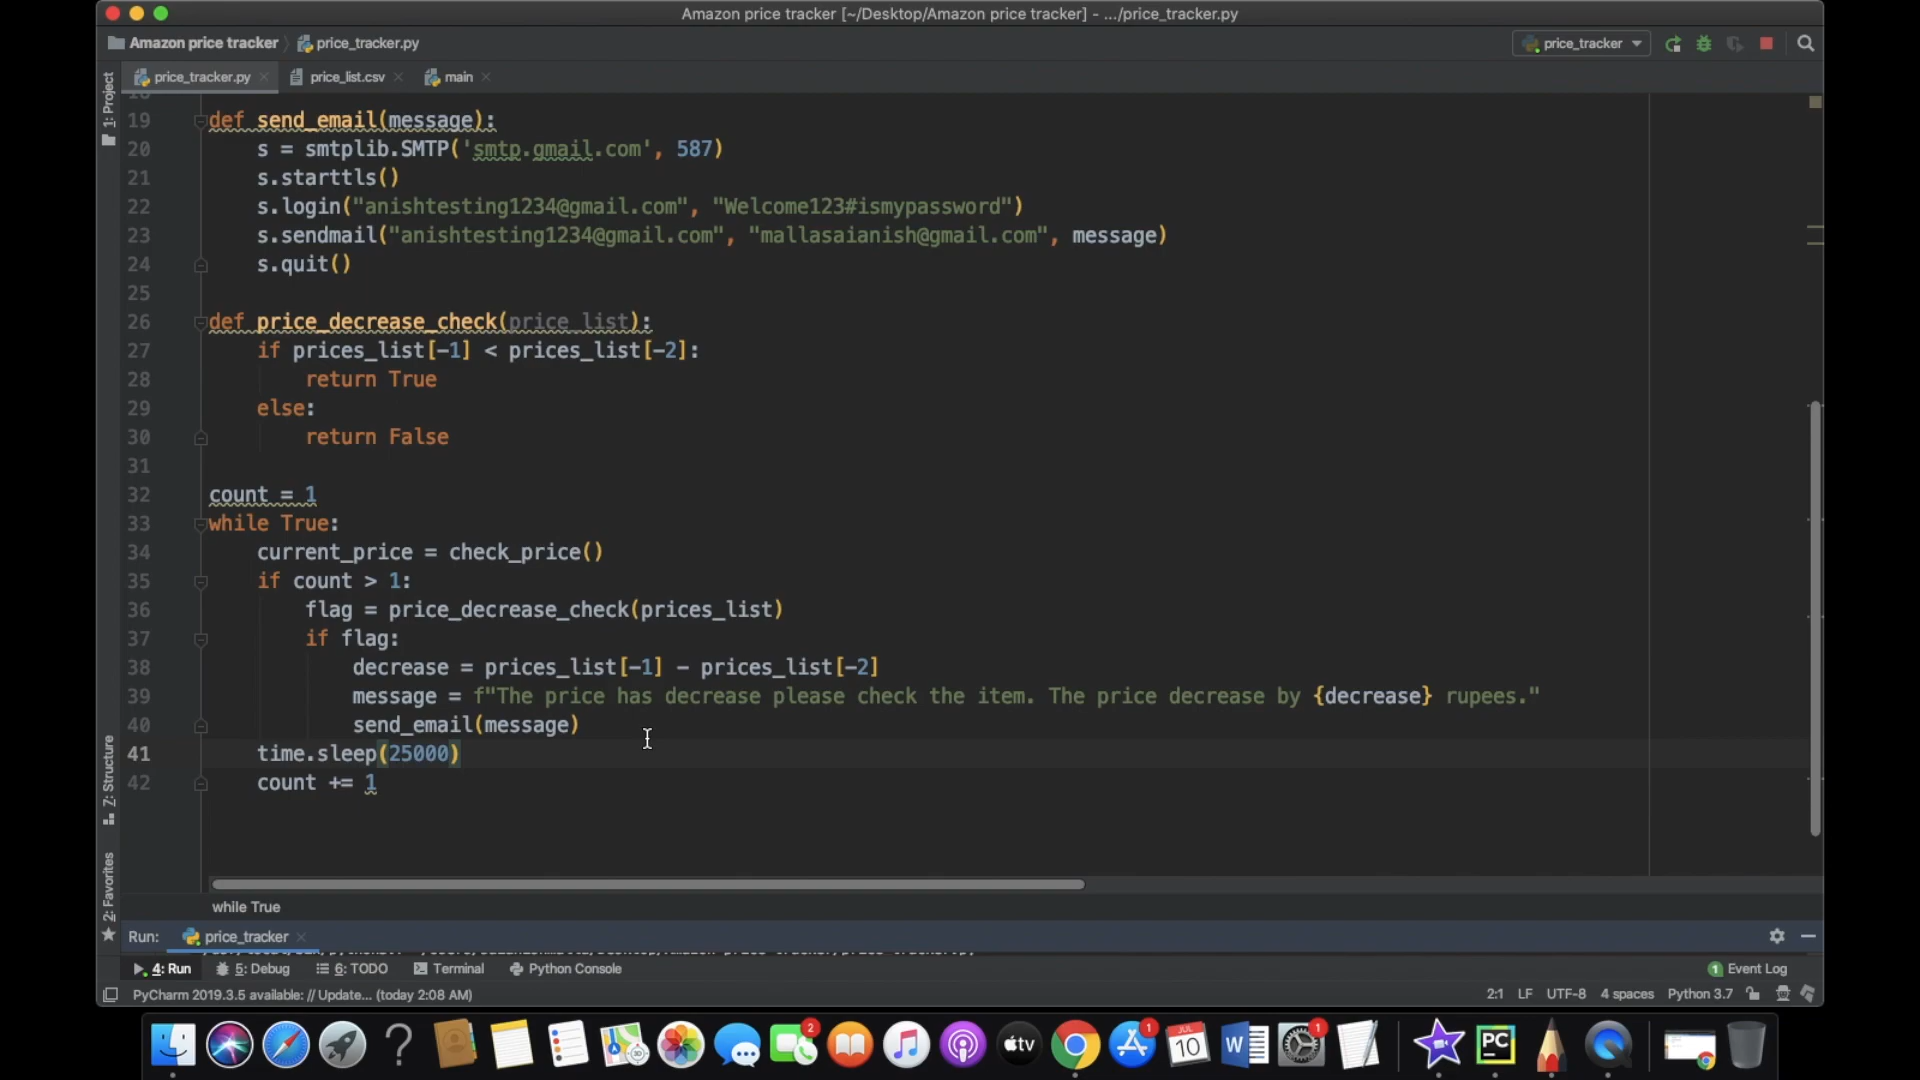 Amazon price tracker [~/Desktop/Amazon price tracker] - .../price_tracker.py
Amazon price tracker price_tracker.py price_tracker
price_tracker.py price_list.csv main
1: Project
19 def send_email(message):
20 s = smtplib.SMTP('smtp.gmail.com', 587)
21 s.starttls()
22 s.login("anishtesting1234@gmail.com", "Welcome123#ismypassword")
23 s.sendmail("anishtesting1234@gmail.com", "mallasaianish@gmail.com", message)
24 s.quit()
25
26 def price_decrease_check(price_list):
27 if prices_list[-1] < prices_list[-2]:
28 return True
29 else:
30 return False
31
32 count = 1
33 while True:
34 current_price = check_price()
35 if count > 1:
36 flag = price_decrease_check(prices_list)
37 if flag:
38 decrease = prices_list[-1] - prices_list[-2]
39 message = f"The price has decrease please check the item. The price decrease by {decrease} rupees."
40 send_email(message)
41 time.sleep(25000)
42 count += 1
Z: Structure
2: Favorites
while True
Run: price_tracker
4: Run 5: Debug 6: TODO Terminal Python Console 1 Event Log
PyCharm 2019.3.5 available: // Update... (today 2:08 AM) 2:1 LF UTF-8 4 spaces Python 3.7
2 tv 1 JUL 10 W 1 PC